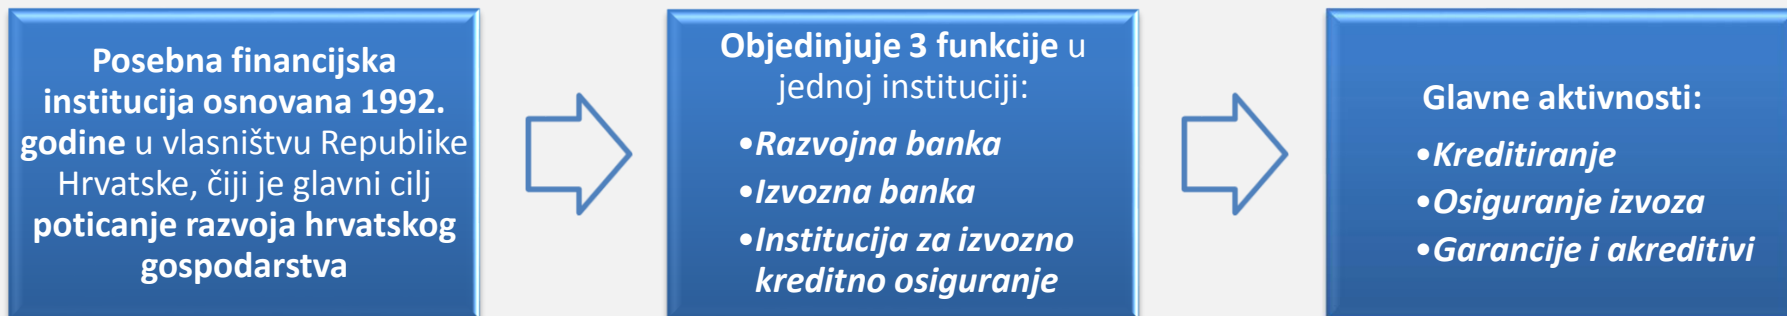 Posebna financijska
institucija osnovana 1992.
godine u vlasništvu Republike
Hrvatske, čiji je glavni cilj
poticanje razvoja hrvatskog
gospodarstva
Objedinjuje 3 funkcije u
jednoj instituciji:
•Razvojna banka
•Izvozna banka
•Institucija za izvozno
kreditno osiguranje
Glavne aktivnosti:
•Kreditiranje
•Osiguranje izvoza
•Garancije i akreditivi